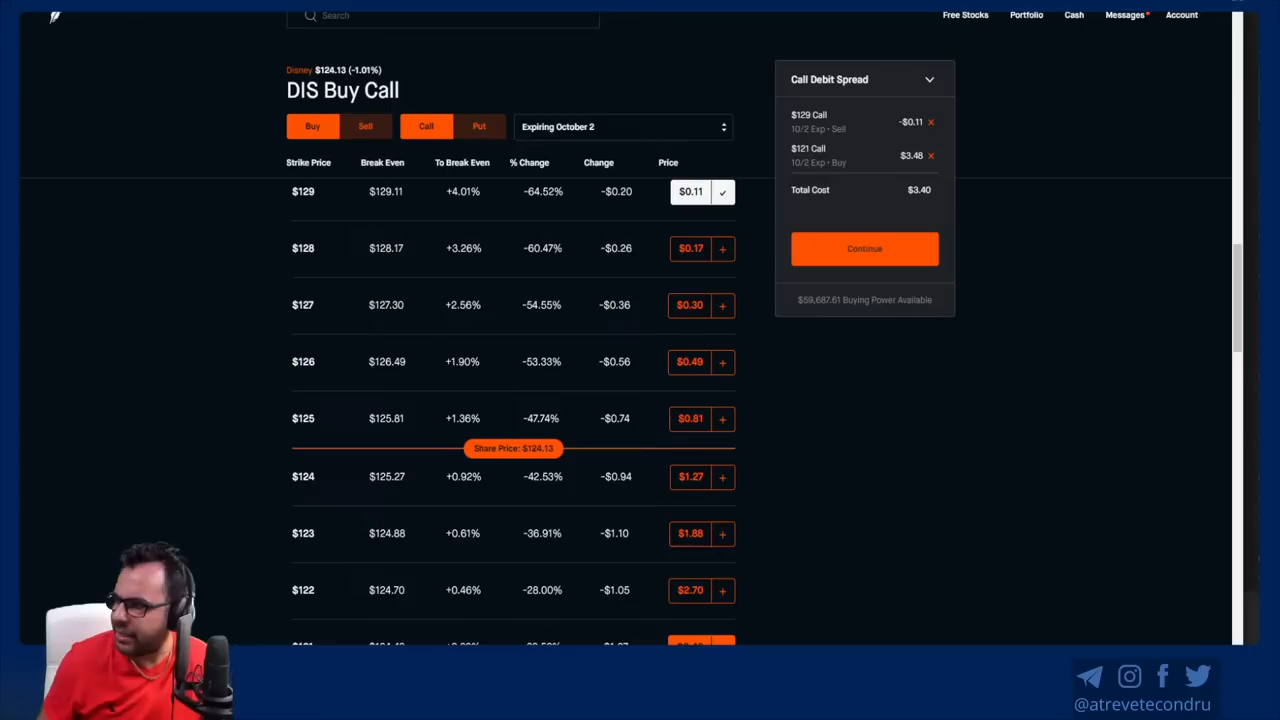 Search
Free Stocks Portfolio Cash Messages Account
Disney $124.13 (-1.01%)
DIS Buy Call
Buy Sell Call Put Expiring October 2
Strike Price Break Even To Break Even % Change Change Price
$129 $129.11 +4.01% -64.52% -$0.20 $0.11
$128 $128.17 +3.26% -60.47% -$0.26 $0.17 +
$127 $127.30 +2.56% -54.55% -$0.36 $0.30 +
$126 $126.49 +1.90% -53.33% -$0.56 $0.49 +
$125 $125.81 +1.36% -47.74% -$0.74 $0.81 +
Share Price: $124.13
$124 $125.27 +0.92% -42.53% -$0.94 $1.27 +
$123 $124.88 +0.61% -36.91% -$1.10 $1.88 +
$122 $124.70 +0.46% -28.00% -$1.05 $2.70 +
Call Debit Spread
$129 Call -$0.11
10/2 Exp • Sell
$121 Call $3.48
10/2 Exp • Buy
Total Cost $3.40
Continue
$59,687.61 Buying Power Available
@atrevetecondru